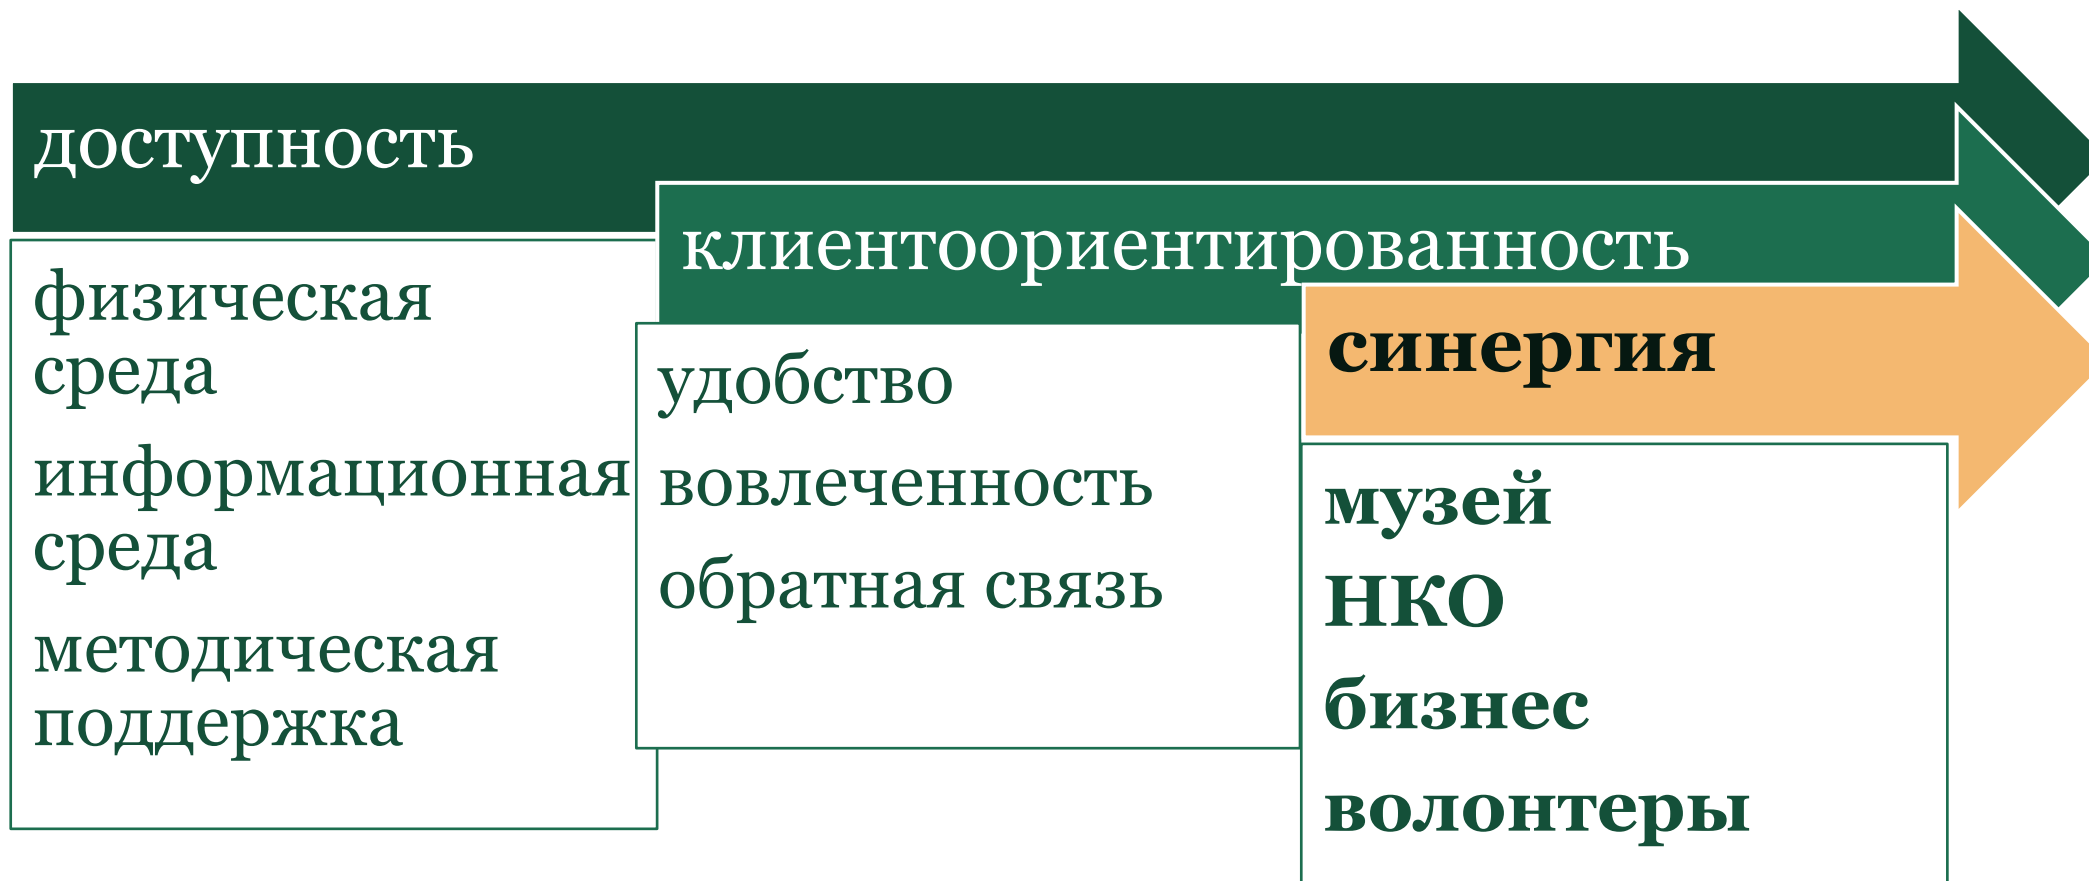 доступность
физическая
среда
информационная
среда
методическая
поддержка
клиентоориентированность
удобство
вовлеченность
обратная связь
синергия
музей
НКО
бизнес
волонтеры